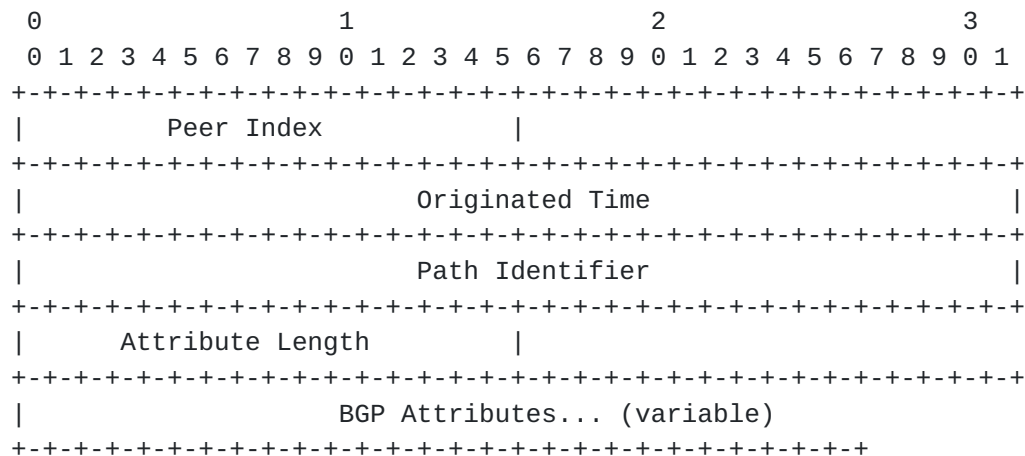 0                   1                   2                   3
 0 1 2 3 4 5 6 7 8 9 0 1 2 3 4 5 6 7 8 9 0 1 2 3 4 5 6 7 8 9 0 1
+-+-+-+-+-+-+-+-+-+-+-+-+-+-+-+-+-+-+-+-+-+-+-+-+-+-+-+-+-+-+-+-+
|         Peer Index            |
+-+-+-+-+-+-+-+-+-+-+-+-+-+-+-+-+-+-+-+-+-+-+-+-+-+-+-+-+-+-+-+-+
|                         Originated Time                       |
+-+-+-+-+-+-+-+-+-+-+-+-+-+-+-+-+-+-+-+-+-+-+-+-+-+-+-+-+-+-+-+-+
|                         Path Identifier                       |
+-+-+-+-+-+-+-+-+-+-+-+-+-+-+-+-+-+-+-+-+-+-+-+-+-+-+-+-+-+-+-+-+
|      Attribute Length         |
+-+-+-+-+-+-+-+-+-+-+-+-+-+-+-+-+-+-+-+-+-+-+-+-+-+-+-+-+-+-+-+-+
|                    BGP Attributes... (variable)
+-+-+-+-+-+-+-+-+-+-+-+-+-+-+-+-+-+-+-+-+-+-+-+-+-+-+-+